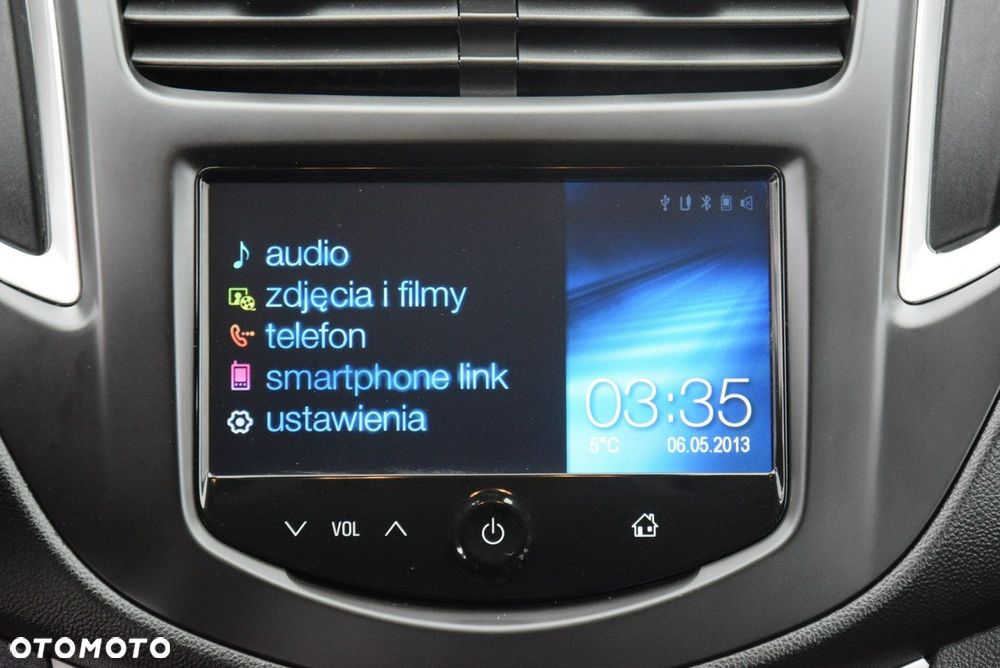 audio
zdjęcia i filmy
telefon
smartphone link
ustawienia
03:35
5°C 06.05.2013
VOL
OTOMOTO